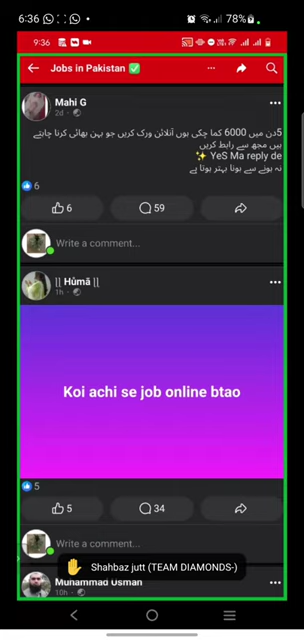 6:36
78%
9:36
Jobs in Pakistan
Mahi G
2d
5دن میں 6000 کما چکی ہوں آنلائن ورک کریں جو بہن بھائی کرنا چاہتے
ہیں مجھ سے رابط کریں
YeS Ma reply de ✨
نہ ہونے سے ہونا بہتر ہوتا ہے
6
6
59
Write a comment...
⌊⌊ Hûmā ⌊⌊
1h
Koi achi se job online btao
5
5
34
Write a comment...
✋ Shahbaz jutt (TEAM DIAMONDS-)
Muhammad Usman
10h